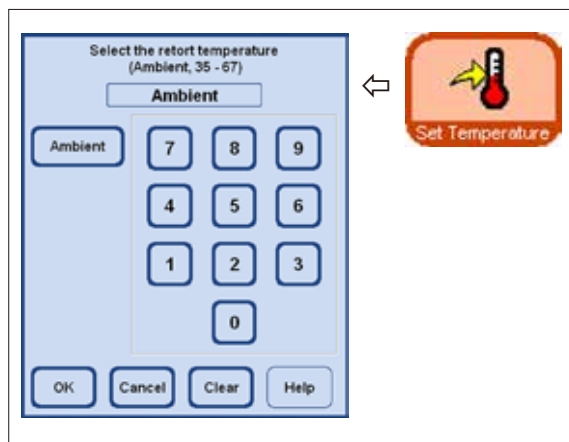 Select the retort temperature
(Ambient, 35 - 67)
Ambient
Set Temperature
Ambient
7 8 9
4 5 6
1 2 3
0
OK Cancel Clear Help